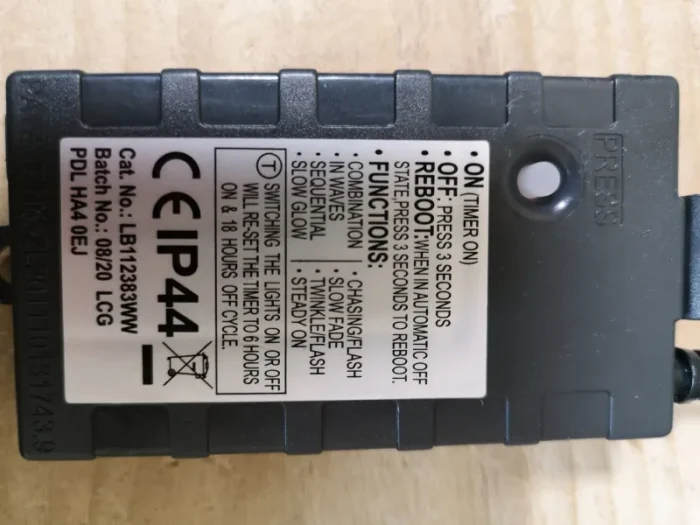 PRESS
• ON (TIMER ON)
• OFF: PRESS 3 SECONDS
• REBOOT: WHEN IN AUTOMATIC OFF
STATE, PRESS 3 SECONDS TO REBOOT.
• FUNCTIONS:
• COMBINATION • CHASING/FLASH
• IN WAVES • SLOW FADE
• SEQUENTIAL • TWINKLE/FLASH
• SLOW GLOW • STEADY ON
T SWITCHING THE LIGHTS ON OR OFF
WILL RE-SET THE TIMER TO 6 HOURS
ON & 18 HOURS OFF CYCLE.
CE IP44
Cat. No.: LB112383WW
Batch No.: 08/20 LCG
PDL HA4 0EJ